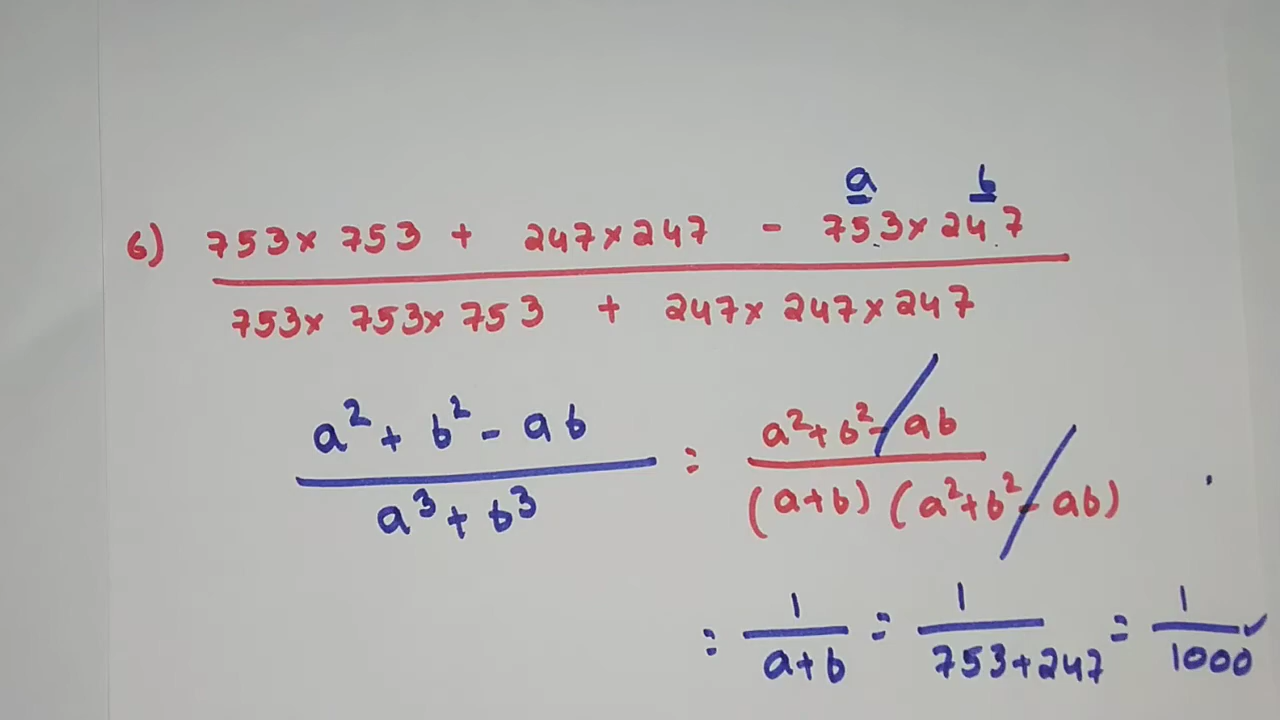 a b
6) 753 x 753 + 247 x 247 - 753 x 247
753 x 753 x 753 + 247 x 247 x 247
a² + b² - ab = a² + b² - ab
a³ + b³ (a+b) (a² + b² - ab)
= 1 = 1 = 1 ✓
a+b 753+247 1000